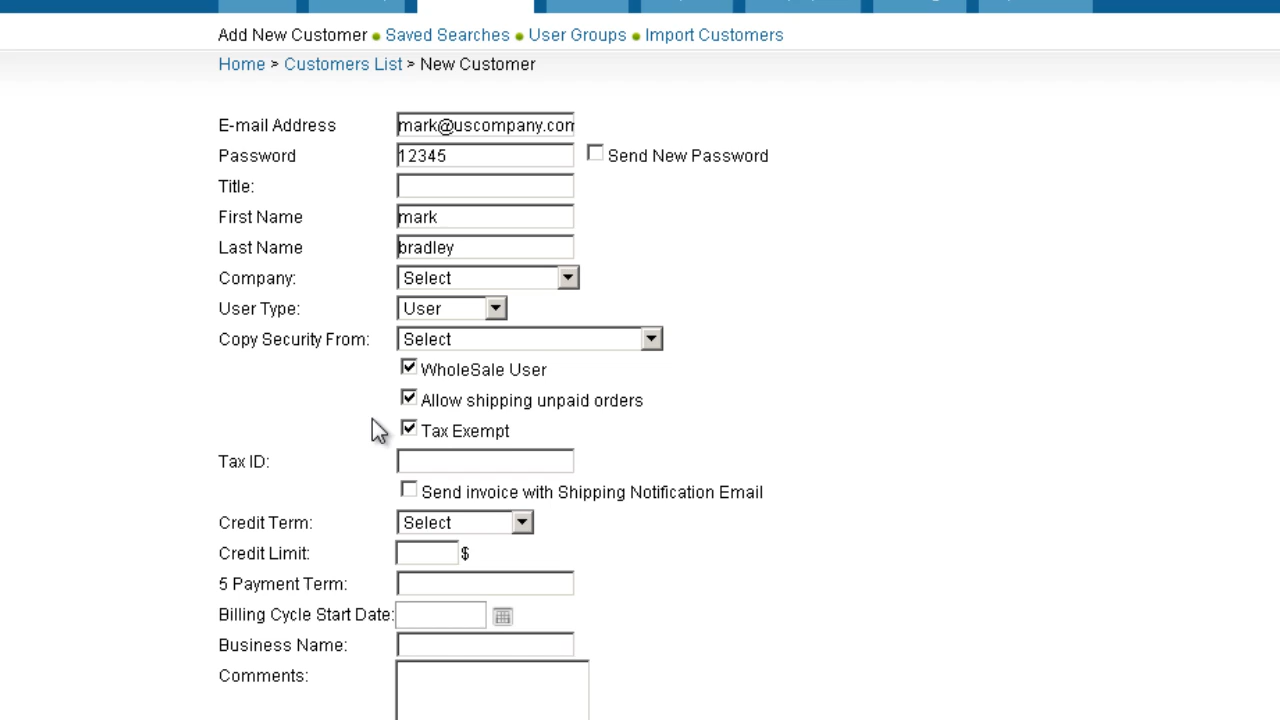 Add New Customer Saved Searches User Groups Import Customers
Home > Customers List > New Customer
E-mail Address mark@uscompany.com
Password 12345 Send New Password
Title:
First Name mark
Last Name bradley
Company: Select
User Type: User
Copy Security From: Select
WholeSale User
Allow shipping unpaid orders
Tax Exempt
Tax ID:
Send invoice with Shipping Notification Email
Credit Term: Select
Credit Limit: $
5 Payment Term:
Billing Cycle Start Date:
Business Name:
Comments: